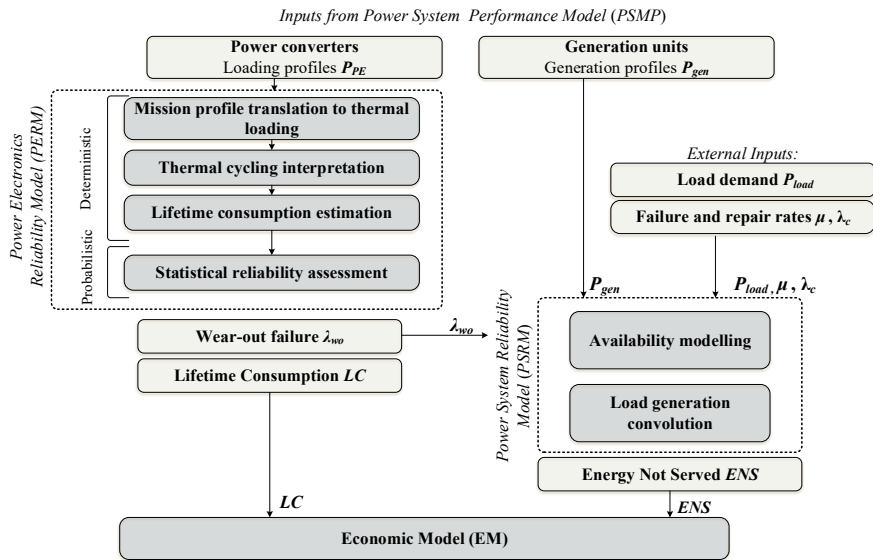 Inputs from Power System Performance Model (PSMP)
Power converters
Loading profiles P_PE
Generation units
Generation profiles P_gen
Power Electronics
Reliability Model (PERM)
Deterministic
Probabilistic
Mission profile translation to thermal
loading
Thermal cycling interpretation
Lifetime consumption estimation
Statistical reliability assessment
External Inputs:
Load demand P_load
Failure and repair rates μ , λ_c
P_gen
P_load , μ , λ_c
Wear-out failure λ_wo
λ_wo
Lifetime Consumption LC
Power System Reliability
Model (PSRM)
Availability modelling
Load generation
convolution
Energy Not Served ENS
LC
ENS
Economic Model (EM)